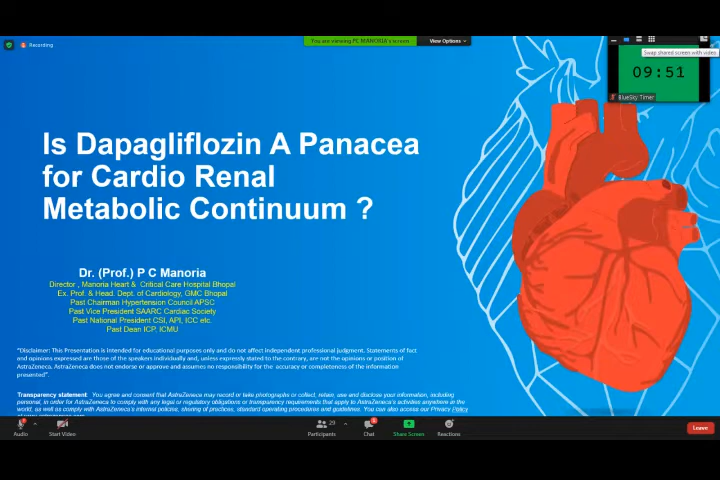 Recording
You are viewing PC MANORIA's screen
View Options
Swap shared screen with video
09:51
BlueSky Timer
Is Dapagliflozin A Panacea
for Cardio Renal
Metabolic Continuum ?
Dr. (Prof.) P C Manoria
Director , Manoria Heart & Critical Care Hospital Bhopal
Ex. Prof. & Head. Dept. of Cardiology, GMC Bhopal
Past Chairman Hypertension Council APSC
Past Vice President SAARC Cardiac Society
Past National President CSI, API, ICC etc.
Past Dean ICP, ICMU
"Disclaimer: This Presentation is intended for educational purposes only and do not affect independent professional judgment. Statements of fact
and opinions expressed are those of the speakers individually and, unless expressly stated to the contrary, are not the opinions or position of
AstraZeneca. AstraZeneca does not endorse or approve and assumes no responsibility for the accuracy or completeness of the information
presented".
Transparency statement: You agree and consent that AstraZeneca may record or take photographs or collect, retain, use and disclose your information, including
personal, in order for AstraZeneca to comply with any legal or regulatory obligations or transparency requirements that apply to AstraZeneca's activities anywhere in the
world, as well as comply with AstraZeneca's internal policies, sharing of practices, standard operating procedures and guidelines. You can also access our Privacy Policy
Audio
Start Video
29
Participants
Chat
Share Screen
Reactions
Leave